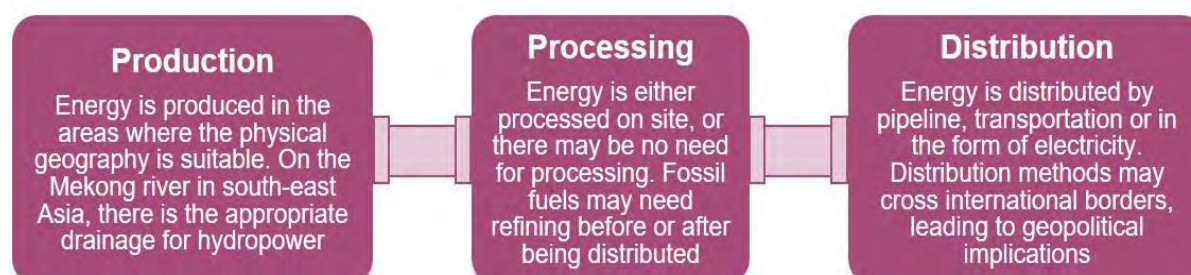 Production
Energy is produced in the
areas where the physical
geography is suitable. On the
Mekong river in south-east
Asia, there is the appropriate
drainage for hydropower
Processing
Energy is either
processed on site, or
there may be no need
for processing. Fossil
fuels may need
refining before or after
being distributed
Distribution
Energy is distributed by
pipeline, transportation or in
the form of electricity.
Distribution methods may
cross international borders,
leading to geopolitical
implications